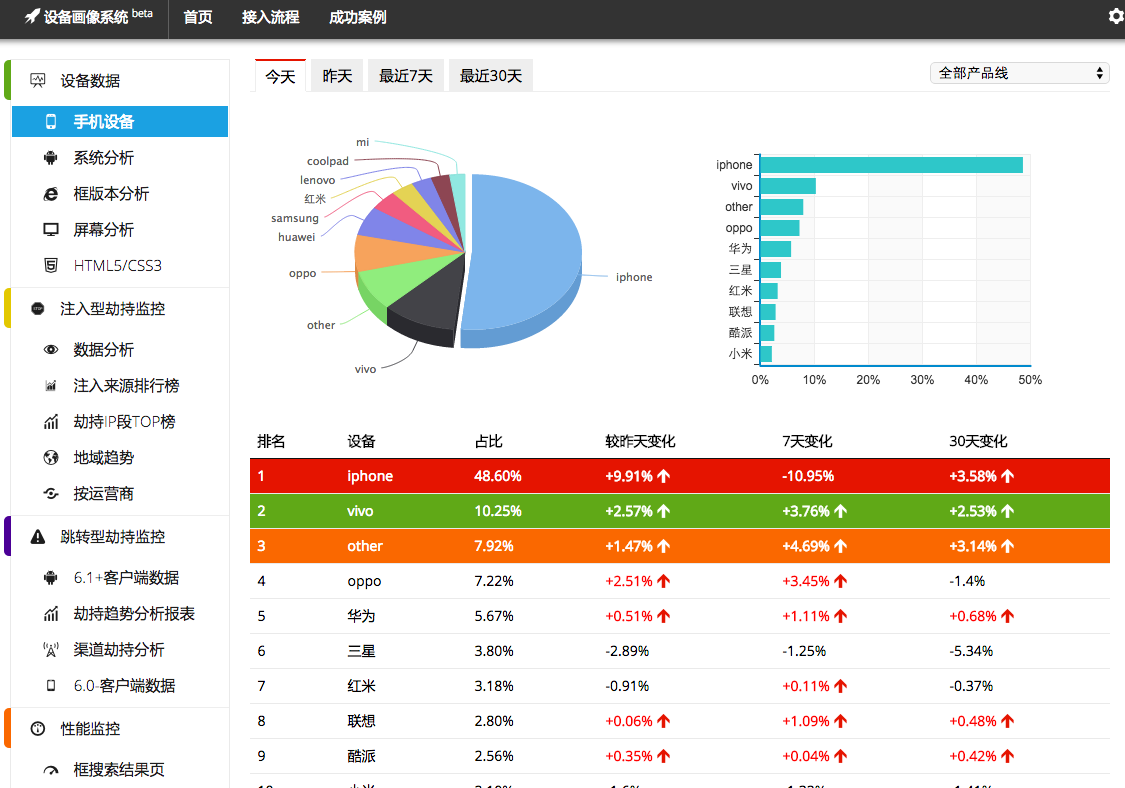 设备画像系统 beta 首页 接入流程 成功案例
设备数据
手机设备
系统分析
框版本分析
屏幕分析
HTML5/CSS3
注入型劫持监控
数据分析
注入来源排行榜
劫持IP段TOP榜
地域趋势
按运营商
跳转型劫持监控
6.1+客户端数据
劫持趋势分析报表
渠道劫持分析
6.0-客户端数据
性能监控
框搜索结果页
今天 昨天 最近7天 最近30天 全部产品线
mi
coolpad
lenovo
红米
samsung
huawei
oppo
other
vivo
iphone
iphone
vivo
other
oppo
华为
三星
红米
联想
酷派
小米
0% 10% 20% 30% 40% 50%
排名 设备 占比 较昨天变化 7天变化 30天变化
1 iphone 48.60% +9.91% -10.95% +3.58%
2 vivo 10.25% +2.57% +3.76% +2.53%
3 other 7.92% +1.47% +4.69% +3.14%
4 oppo 7.22% +2.51% +3.45% -1.4%
5 华为 5.67% +0.51% +1.11% +0.68%
6 三星 3.80% -2.89% -1.25% -5.34%
7 红米 3.18% -0.91% +0.11% -0.37%
8 联想 2.80% +0.06% +1.09% +0.48%
9 酷派 2.56% +0.35% +0.04% +0.42%